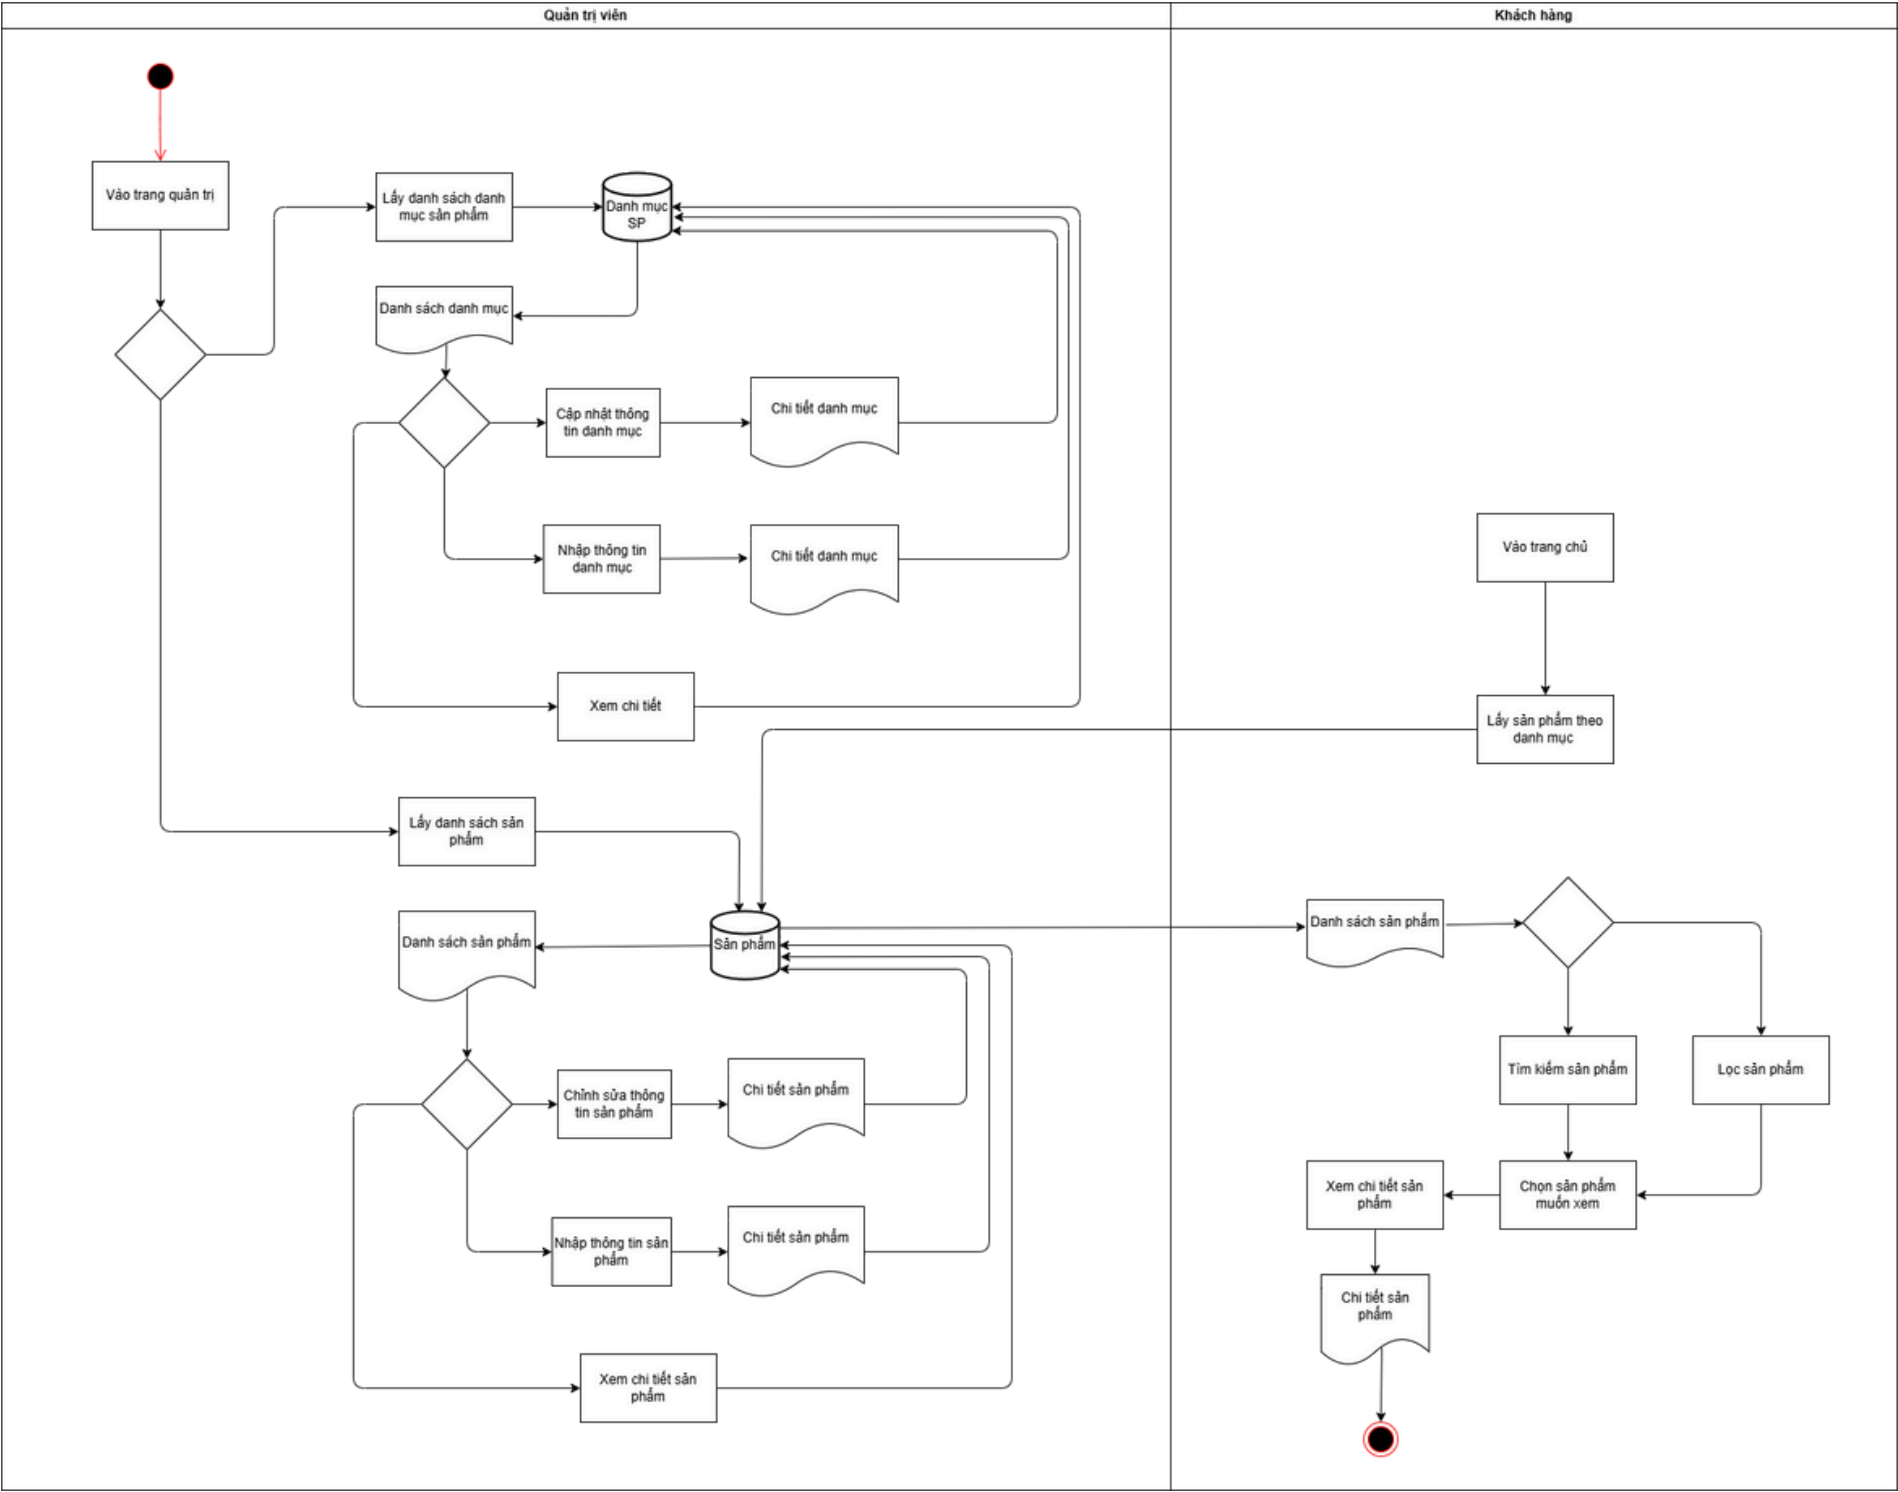 Quản trị viên
Khách hàng
Vào trang quản trị
Lấy danh sách danh
mục sản phẩm
Danh mục
SP
Danh sách danh mục
Cập nhật thông
tin danh mục
Chi tiết danh mục
Nhập thông tin
danh mục
Chi tiết danh mục
Xem chi tiết
Vào trang chủ
Lấy sản phẩm theo
danh mục
Lấy danh sách sản
phẩm
Danh sách sản phẩm
Sản phẩm
Danh sách sản phẩm
Chỉnh sửa thông
tin sản phẩm
Chi tiết sản phẩm
Tìm kiếm sản phẩm
Lọc sản phẩm
Nhập thông tin sản
phẩm
Chi tiết sản phẩm
Xem chi tiết sản
phẩm
Chọn sản phẩm
muốn xem
Chi tiết sản
phẩm
Xem chi tiết sản
phẩm